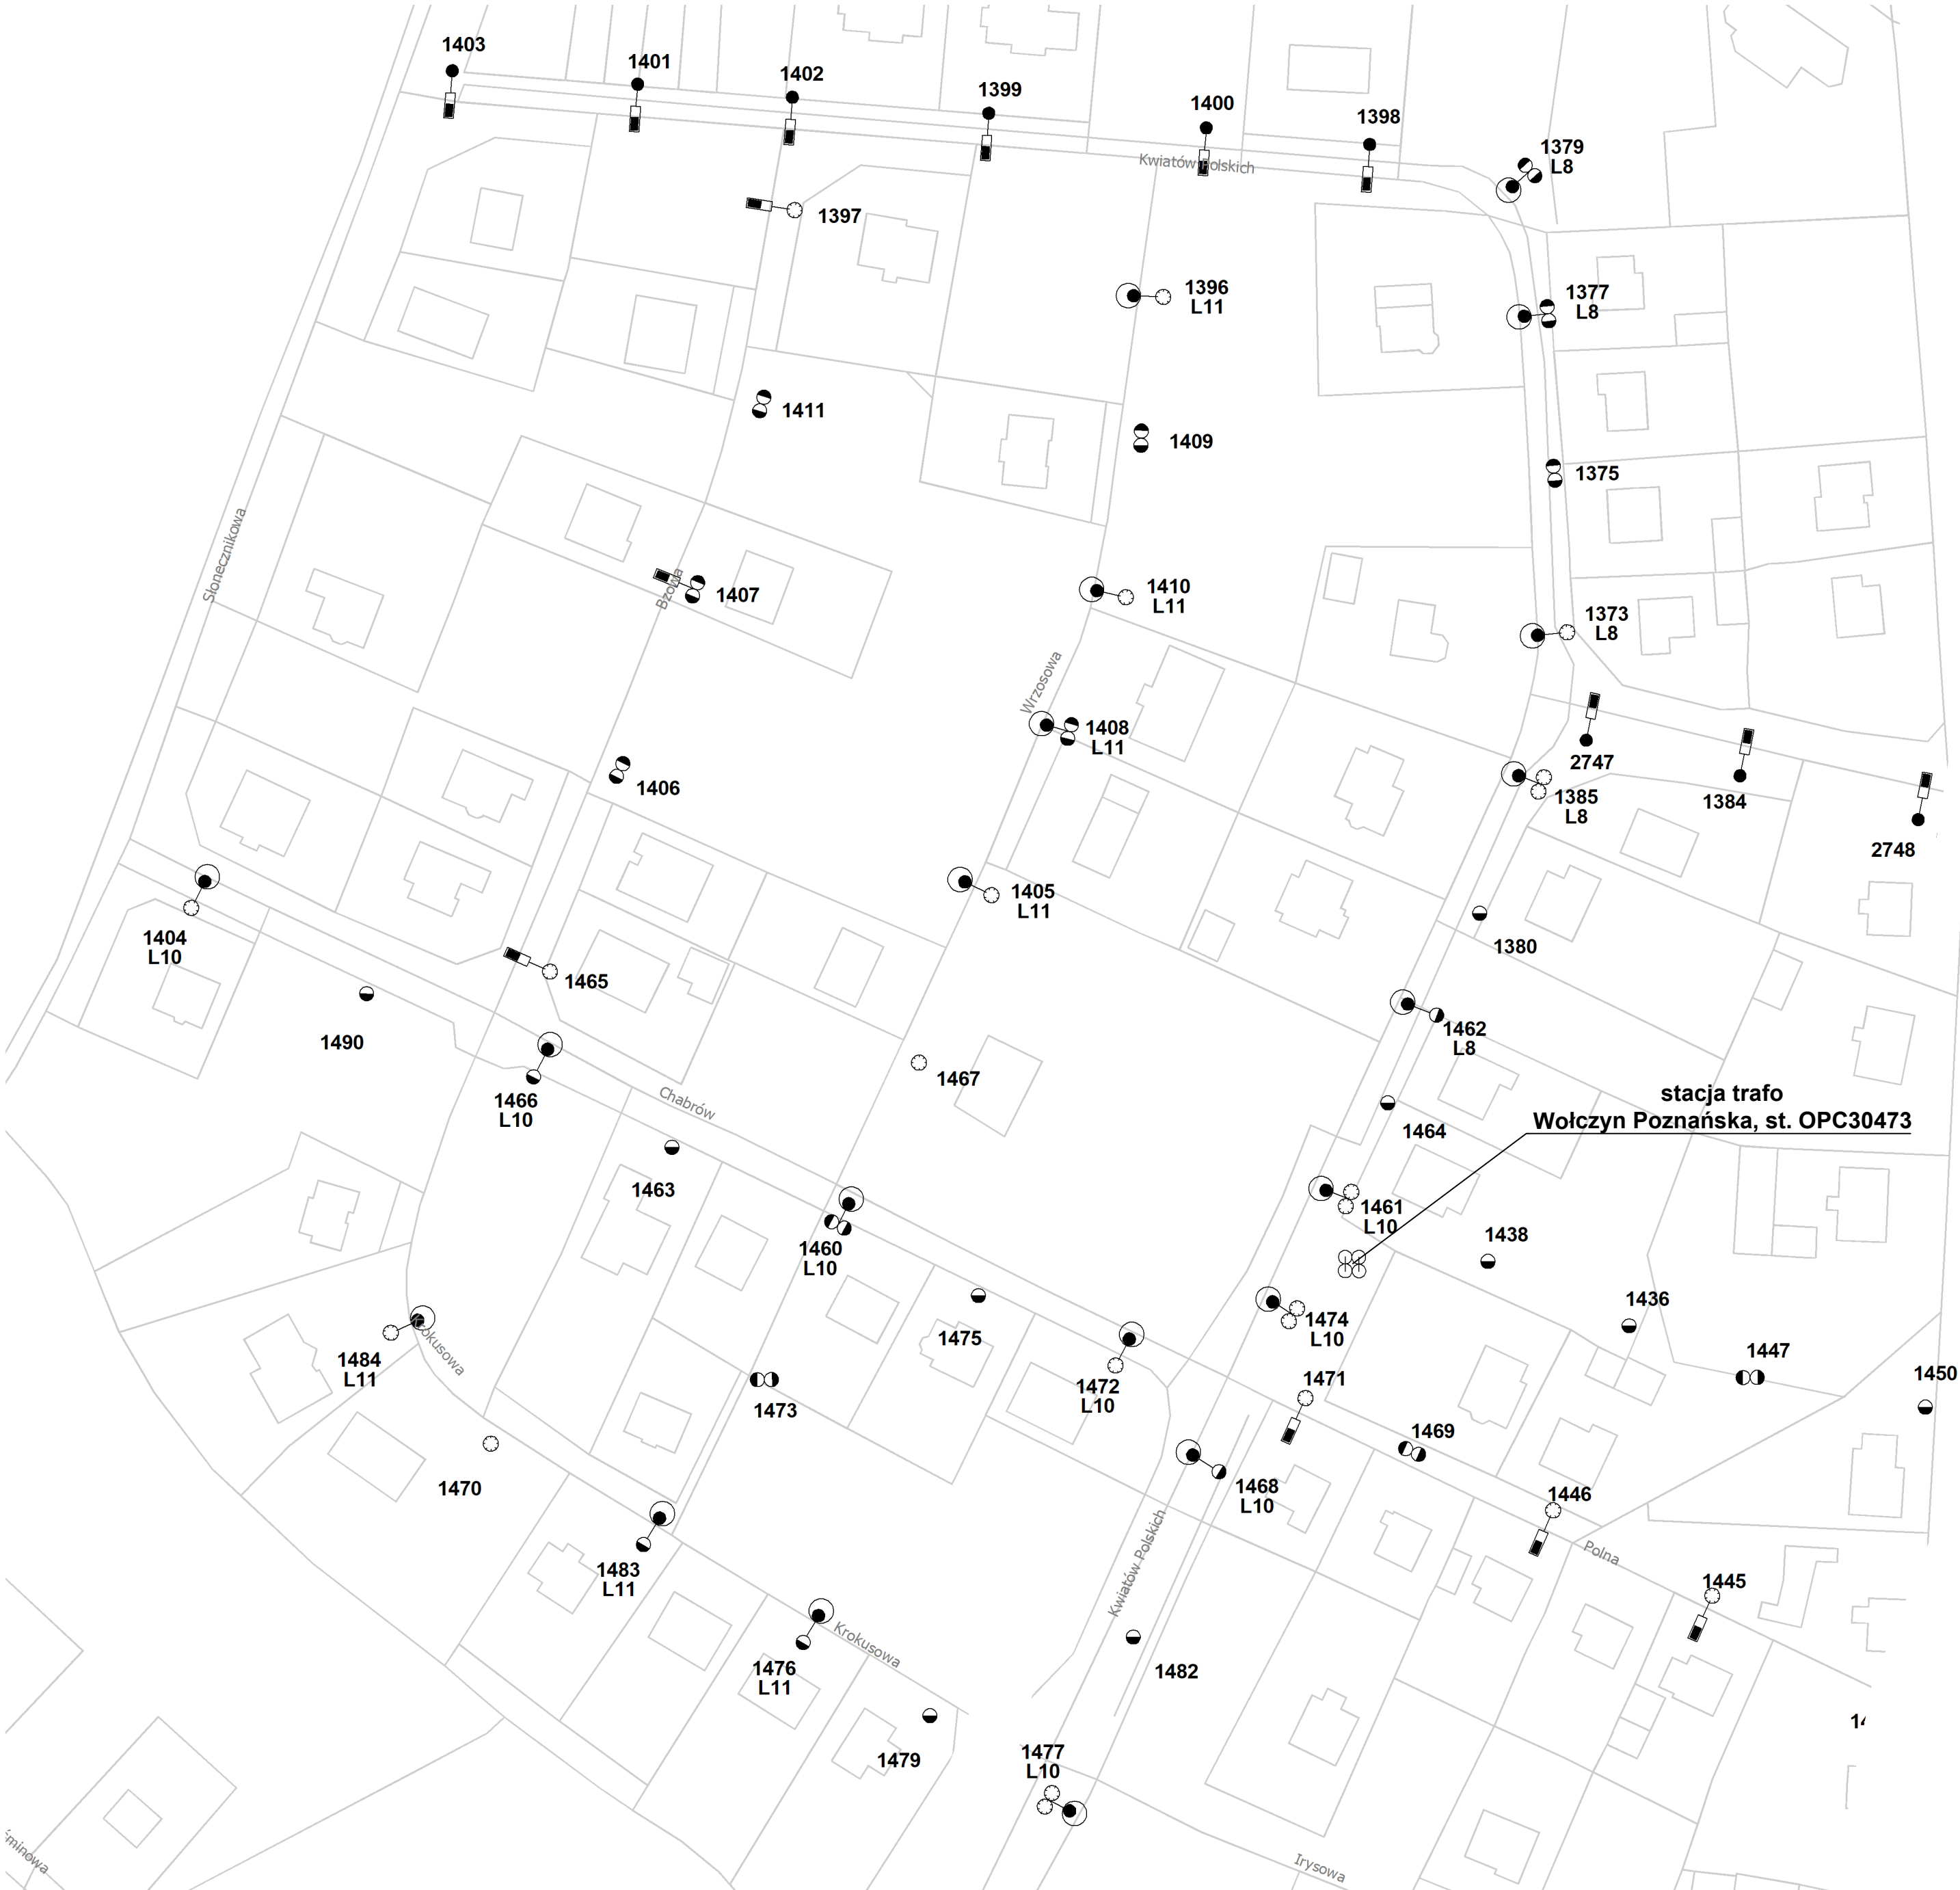 1403
1401
1402
1399
1400
1398
Kwiatów Polskich
1379
L8
1397
1396
L11
1377
L8
1411
1409
1375
Słonecznikowa
Bzowa
1407
1410
L11
1373
L8
Wrzosowa
1408
L11
2747
1406
1385
L8
1384
2748
1405
L11
1404
L10
1380
1465
1490
1462
L8
1467
1466
L10
Chabrów
stacja trafo
Wołczyn Poznańska, st. OPC30473
1464
1463
1461
L10
1460
L10
1438
1436
1475
1474
L10
1484
L11
Krokusowa
1447
1450
1472
L10
1471
1473
1469
1470
1468
L10
1446
Kwiatów Polskich
Polna
1483
L11
1445
Krokusowa
1476
L11
1482
1479
1477
L10
Irysowa